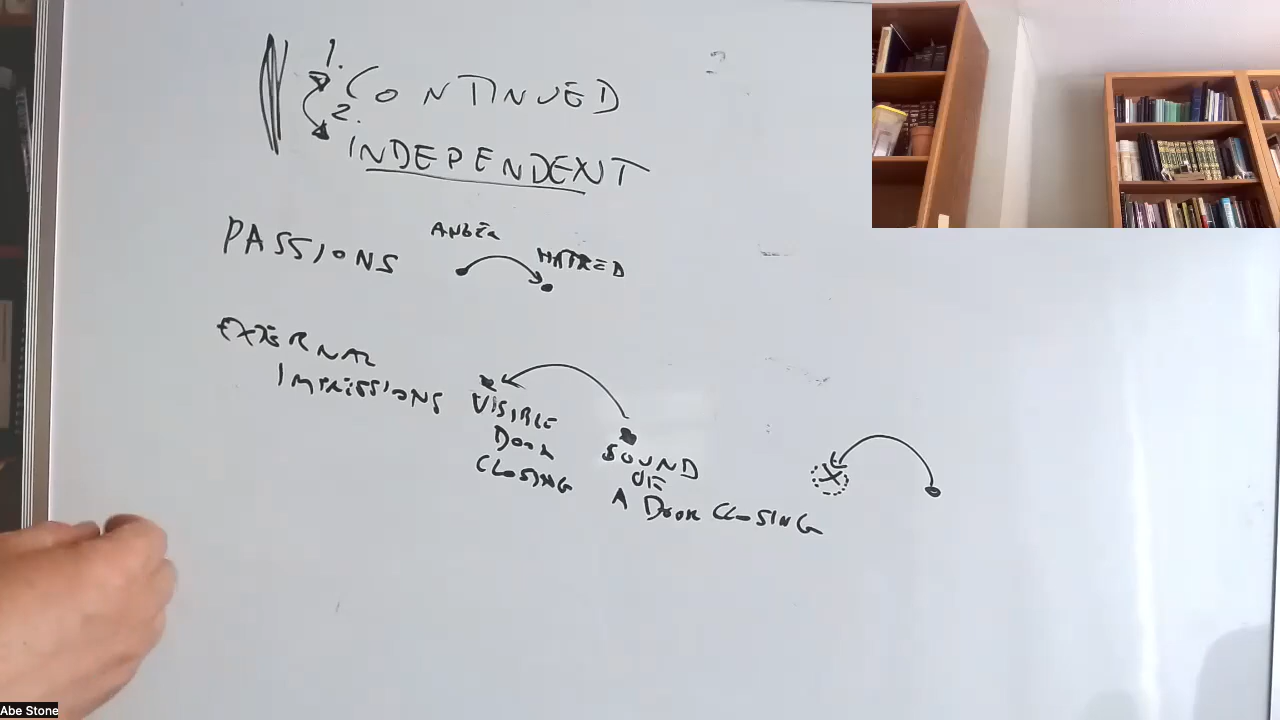 1.
CONTINUED
2.
INDEPENDENT
PASSIONS
ANGER
HATRED
EXTERNAL
IMPRESSIONS
VISIBLE
DOOR
CLOSING
SOUND
OF
A DOOR CLOSING
X
Abe Stone